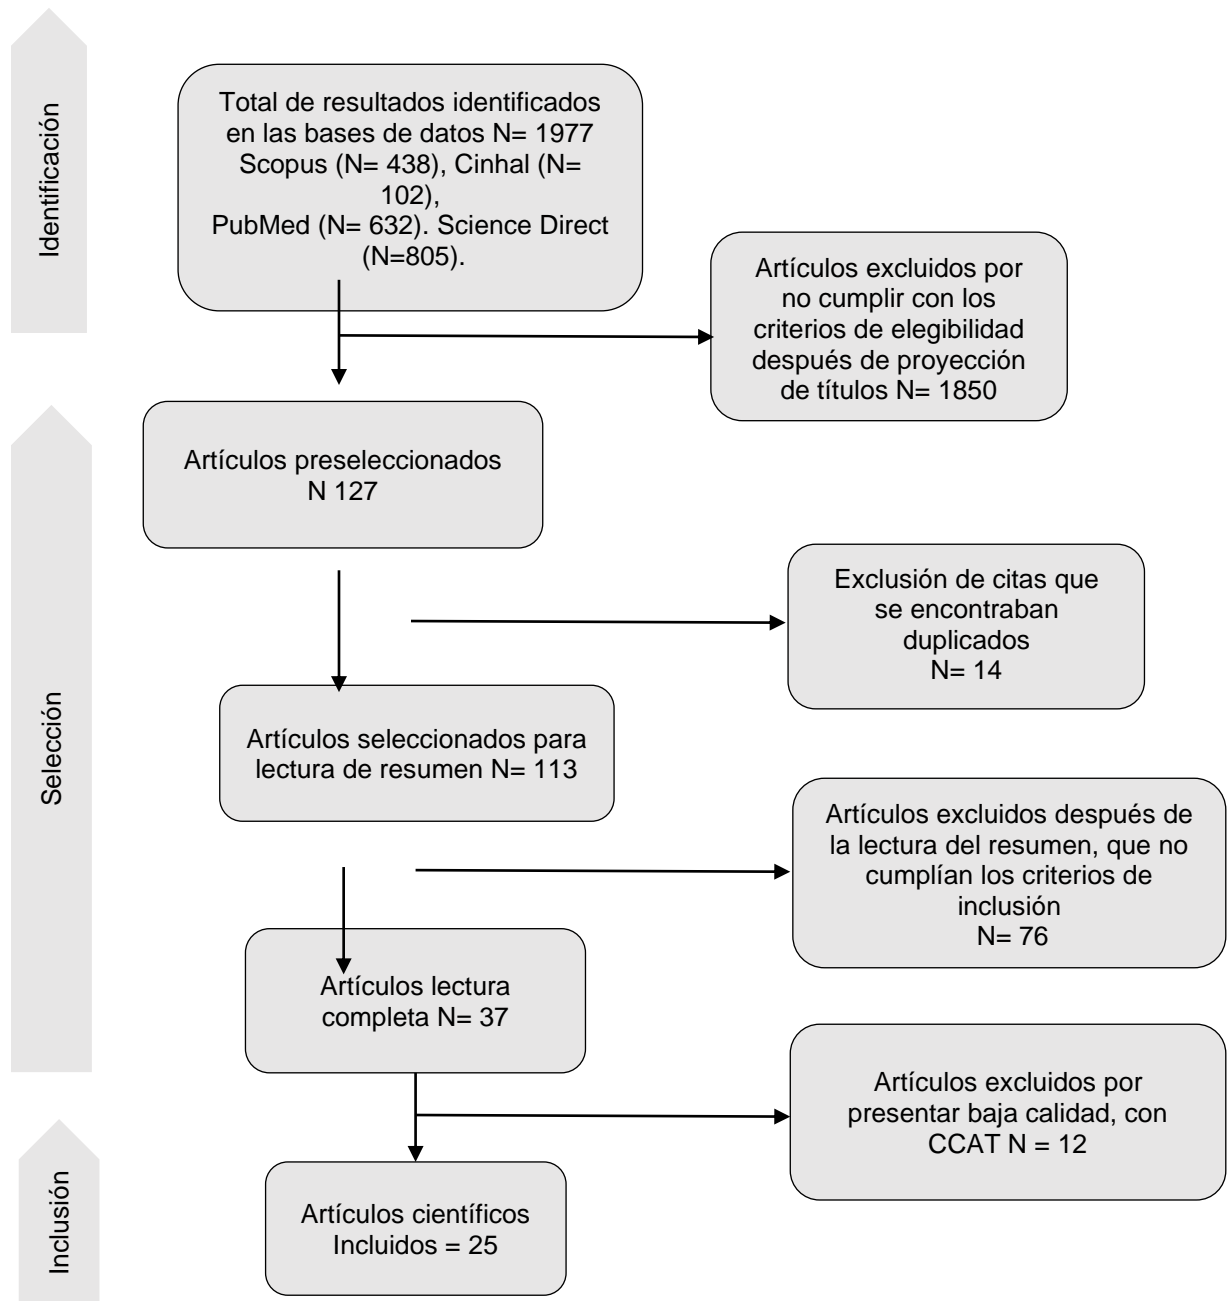 Identificación
Total de resultados identificados
en las bases de datos N= 1977
Scopus (N= 438), Cinhal (N=
102),
PubMed (N= 632). Science Direct
(N=805).
Artículos excluidos por
no cumplir con los
criterios de elegibilidad
después de proyección
de títulos N= 1850
Selección
Artículos preseleccionados
N 127
Exclusión de citas que
se encontraban
duplicados
N= 14
Artículos seleccionados para
lectura de resumen N= 113
Artículos excluidos después de
la lectura del resumen, que no
cumplían los criterios de
inclusión
N= 76
Artículos lectura
completa N= 37
Artículos excluidos por
presentar baja calidad, con
CCAT N = 12
Inclusión
Artículos científicos
Incluidos = 25